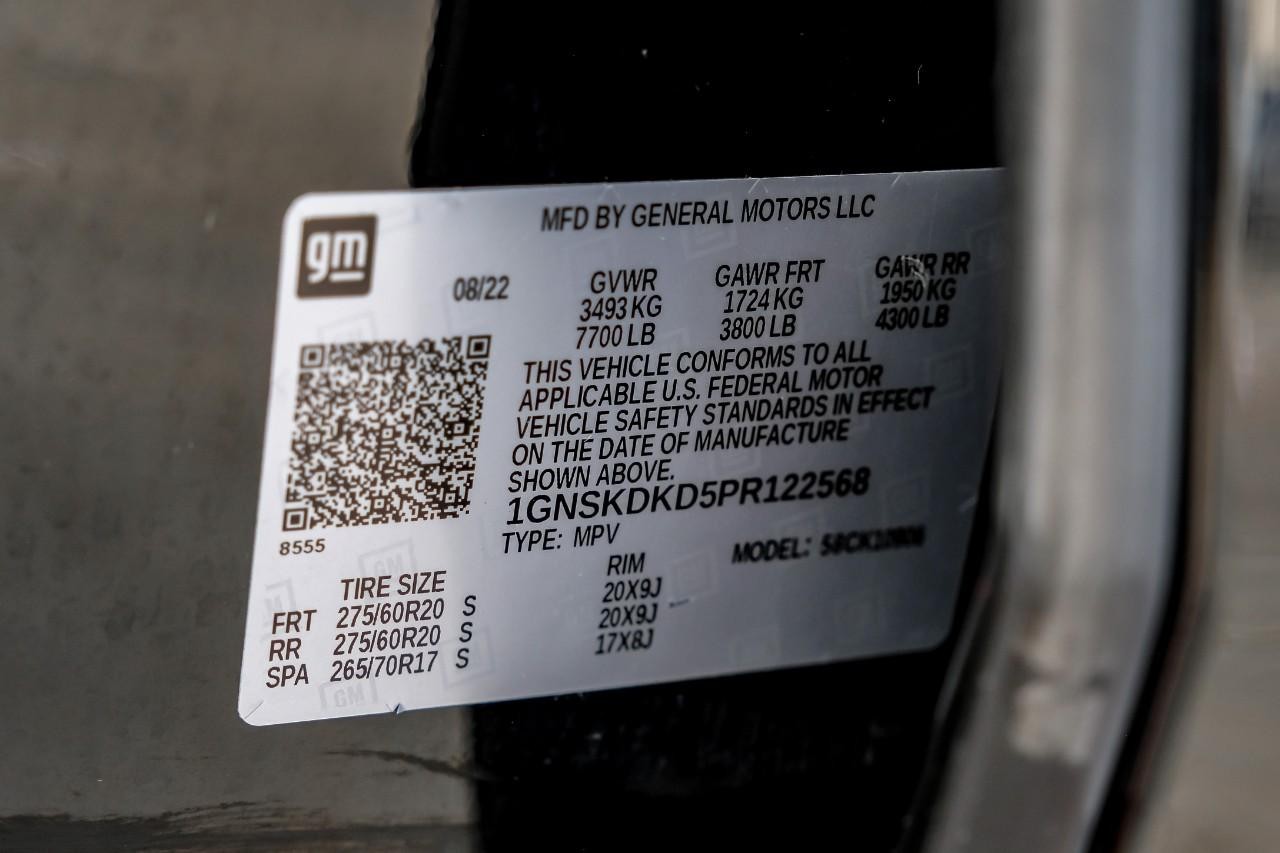 gm
MFD BY GENERAL MOTORS LLC
08/22
GVWR
3493 KG
7700 LB
GAWR FRT
1724 KG
3800 LB
GAWR RR
1950 KG
4300 LB
THIS VEHICLE CONFORMS TO ALL
APPLICABLE U.S. FEDERAL MOTOR
VEHICLE SAFETY STANDARDS IN EFFECT
ON THE DATE OF MANUFACTURE
SHOWN ABOVE.
1GNSKDKD5PR122568
TYPE: MPV
MODEL:
8555
TIRE SIZE RIM
FRT 275/60R20 S 20X9J
RR 275/60R20 S 20X9J
SPA 265/70R17 S 17X8J